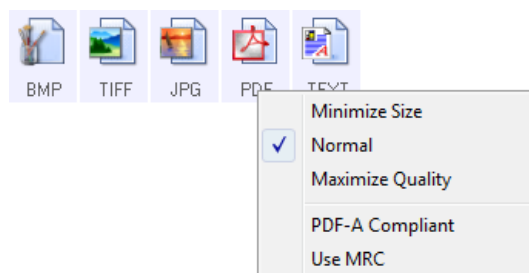 BMP TIFF JPG PDF TEXT
Minimize Size
Normal
Maximize Quality
PDF-A Compliant
Use MRC